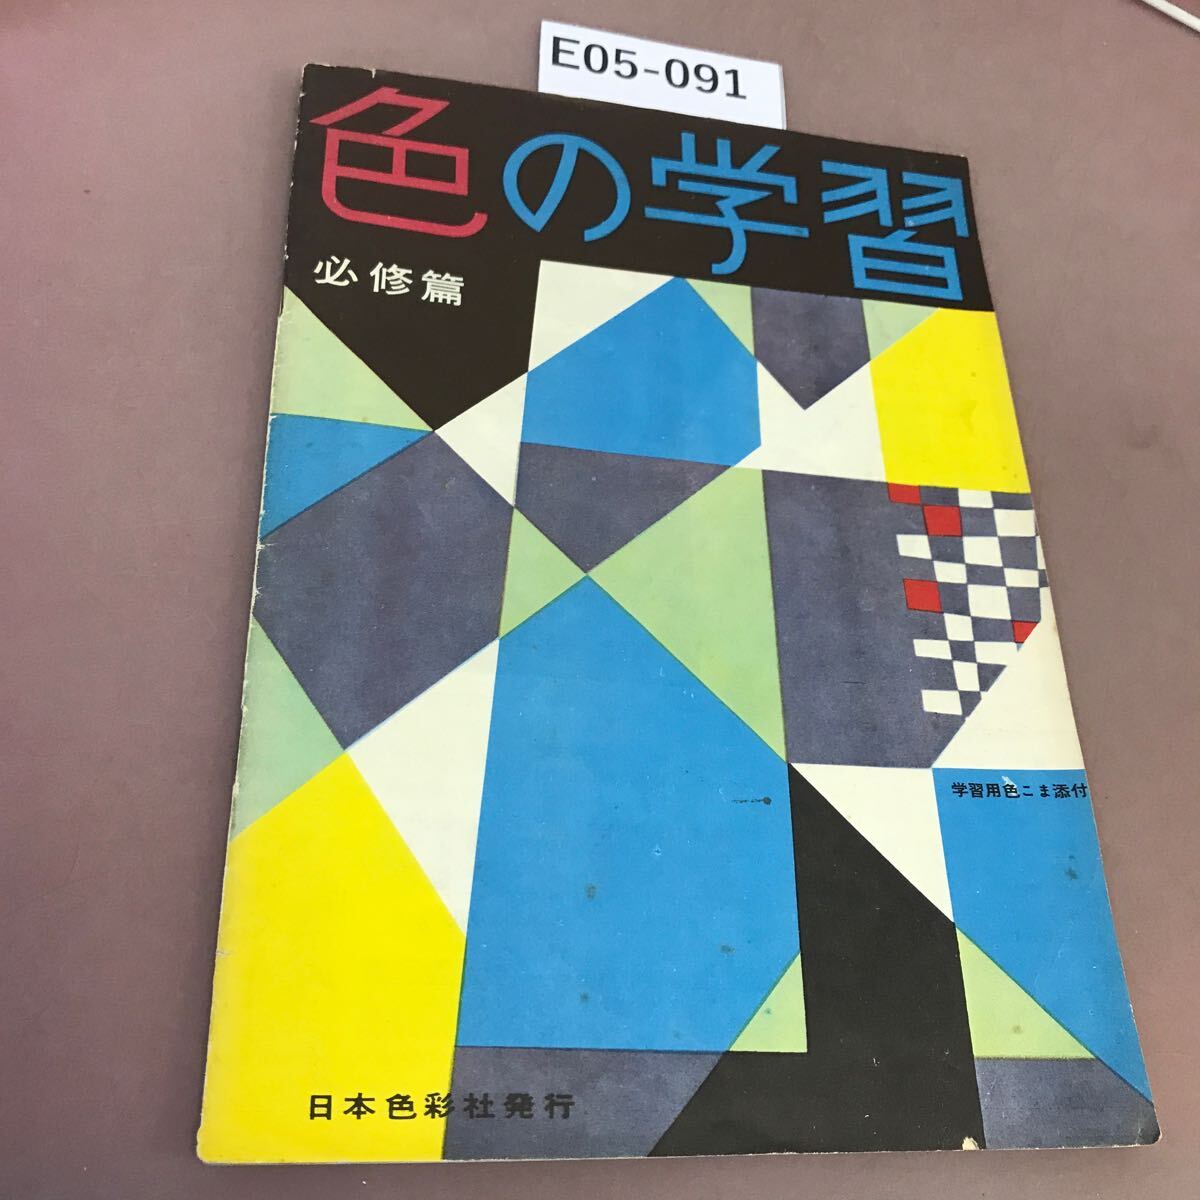 E05-091
色の学習
必修篇
学習用色こま添付
日本色彩社発行